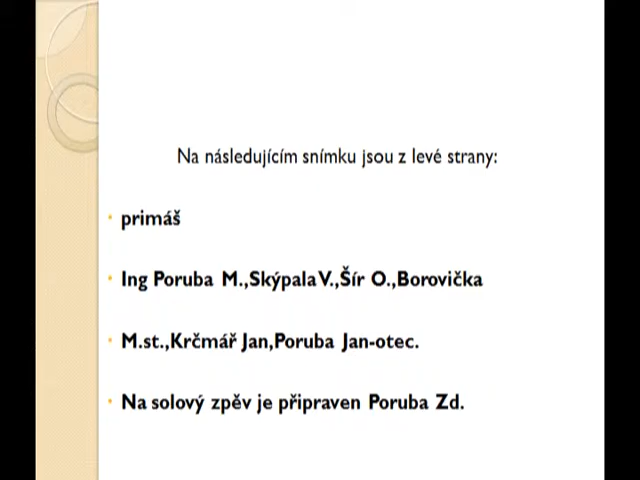 Na následujícím snímku jsou z levé strany:
primáš
Ing Poruba M.,Skýpala V.,Šír O.,Borovička
M.st.,Krčmář Jan,Poruba Jan-otec.
Na solový zpěv je připraven Poruba Zd.